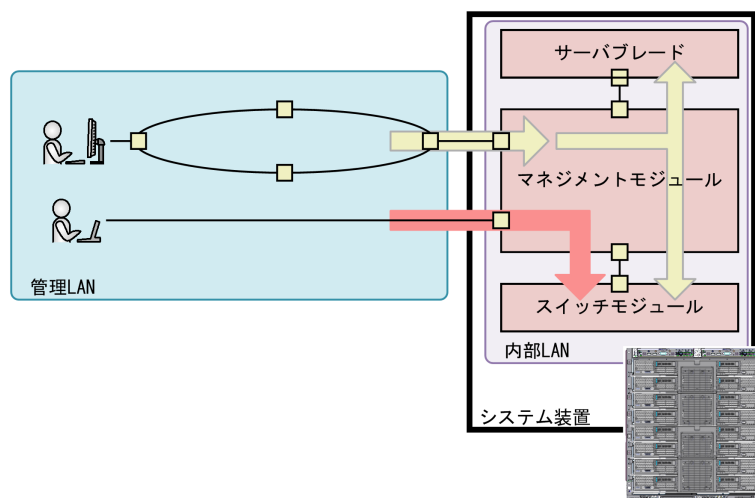 サーバブレード
マネジメントモジュール
管理LAN
スイッチモジュール
内部LAN
システム装置